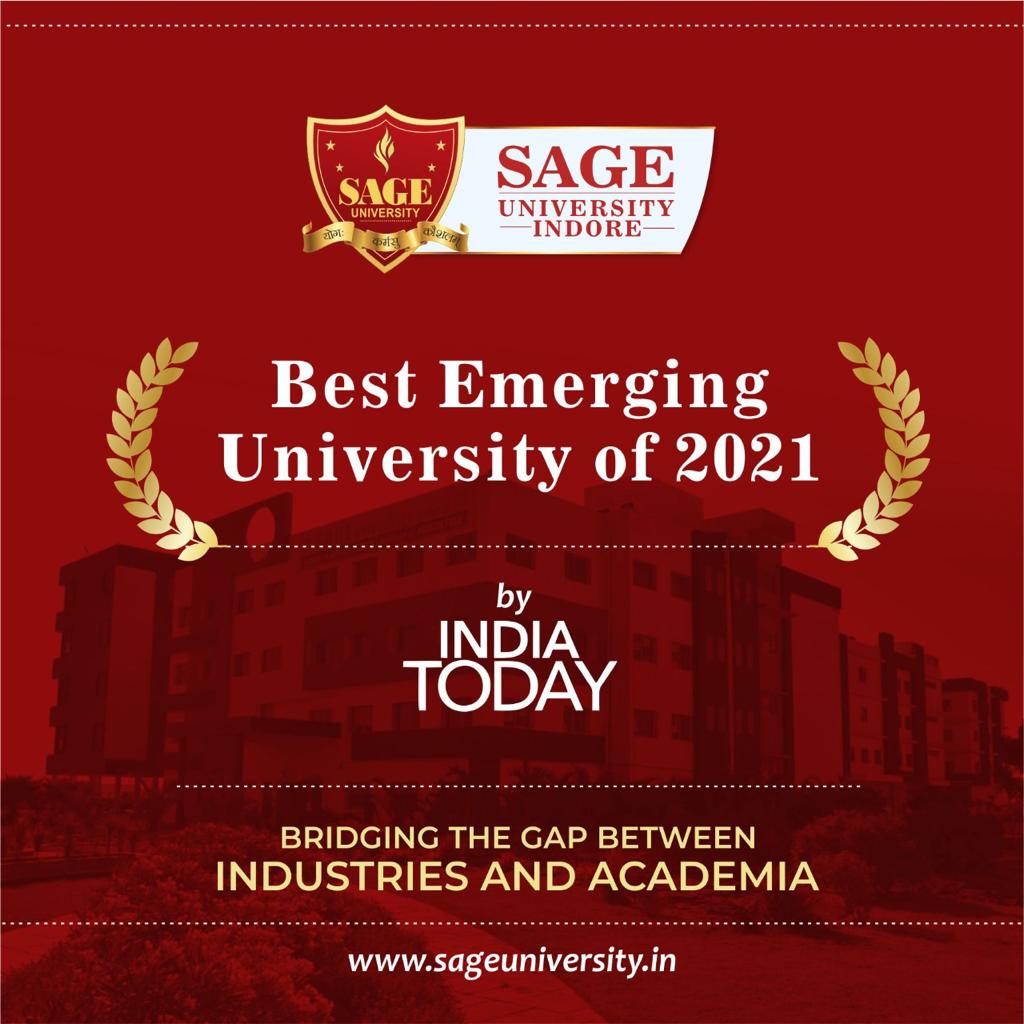 SAGE
UNIVERSITY
योगः कर्मसु कौशलम्
SAGE
UNIVERSITY
INDORE
Best Emerging
University of 2021
by
INDIA
TODAY
BRIDGING THE GAP BETWEEN
INDUSTRIES AND ACADEMIA
www.sageuniversity.in